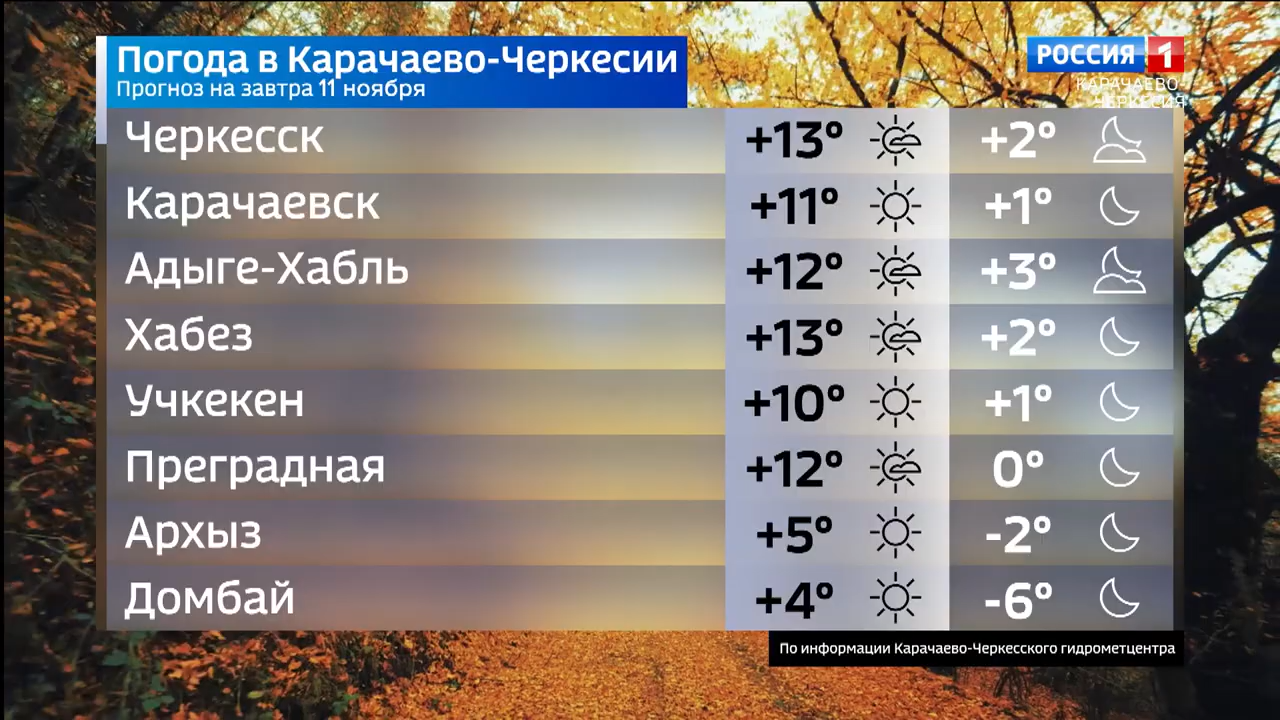 Погода в Карачаево-Черкесии
Прогноз на завтра 11 ноября
РОССИЯ 1
КАРАЧАЕВО-
ЧЕРКЕСИЯ
Черкесск +13° +2°
Карачаевск +11° +1°
Адыге-Хабль +12° +3°
Хабез +13° +2°
Учкекен +10° +1°
Преградная +12° 0°
Архыз +5° -2°
Домбай +4° -6°
По информации Карачаево-Черкесского гидрометцентра